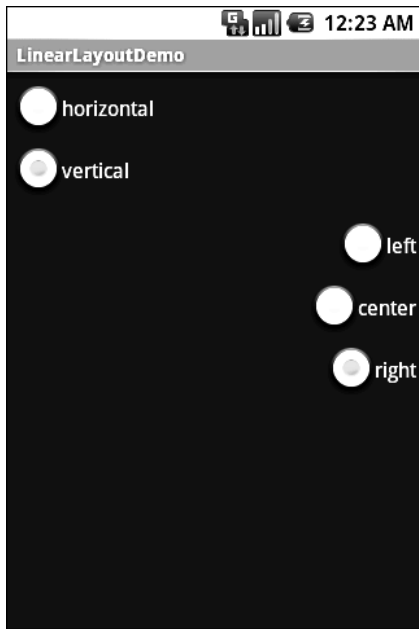 G
12:23 AM
LinearLayoutDemo
horizontal
vertical
left
center
right